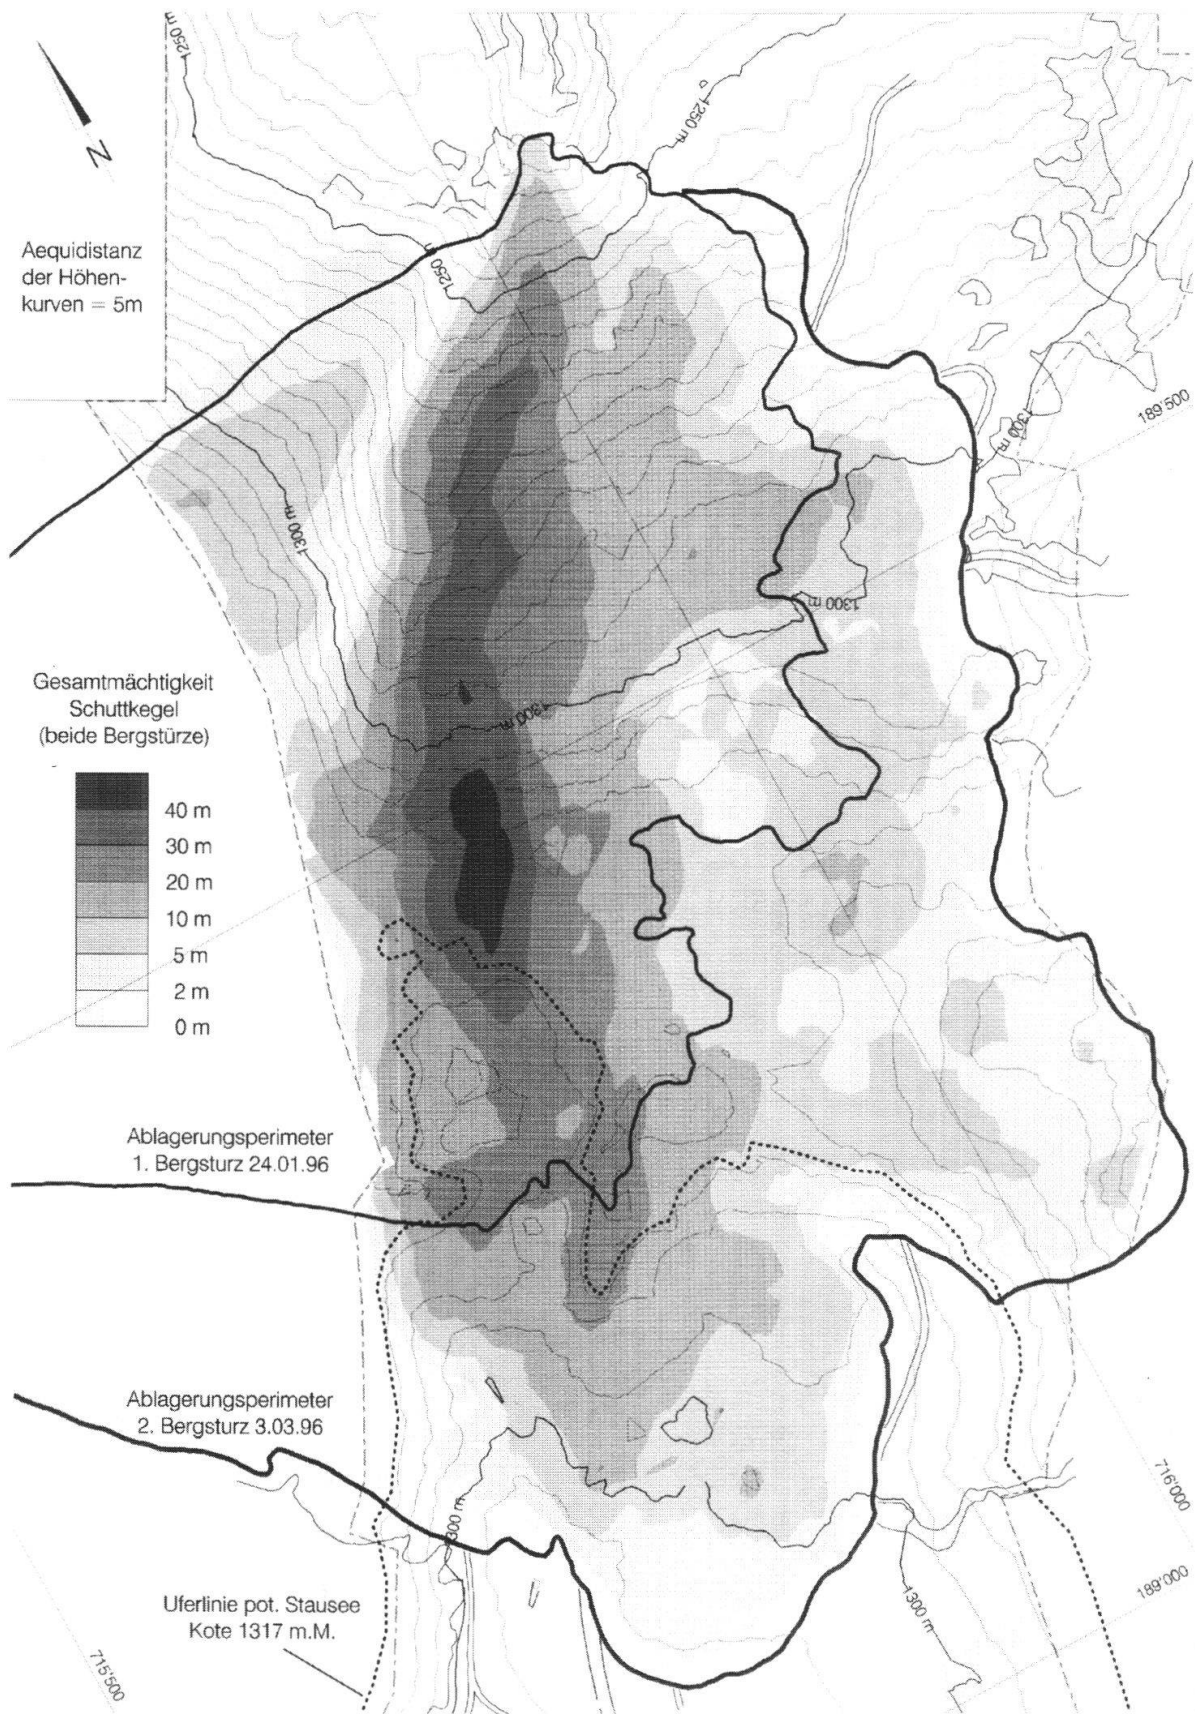 1250 m
1250 m
N
Aequidistanz
der Höhen-
kurven = 5m
1250 m
189'500
1300 m
1300 m
1300 m
Gesamtmächtigkeit
Schuttkegel
(beide Bergstürze)
1300 m
40 m
30 m
20 m
10 m
5 m
2 m
0 m
Ablagerungsperimeter
1. Bergsturz 24.01.96
Ablagerungsperimeter
2. Bergsturz 3.03.96
716'000
1300 m
189'000
Uferlinie pot. Stausee
Kote 1317 m.M.
1300 m
715'500